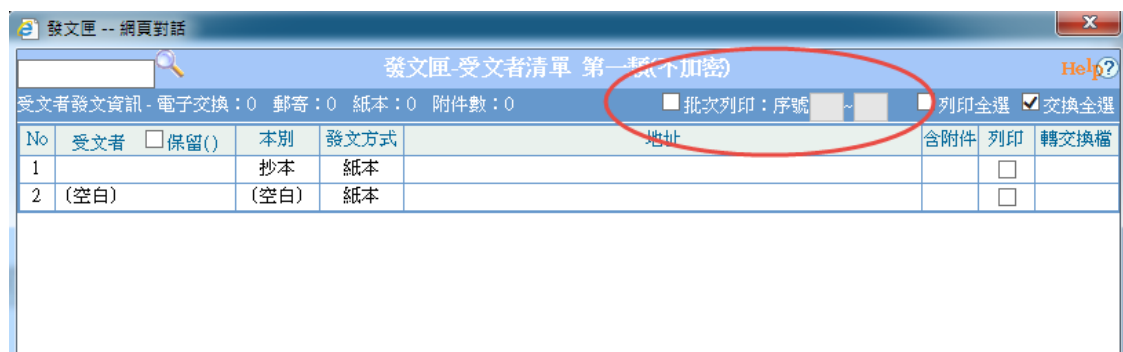 發文匣 -- 網頁對話
發文匣-受文者清單 第一類(不加密)
Help?
受文者發文資訊 - 電子交換：0 郵寄：0 紙本：0 附件數：0 批次列印：序號 ~ 列印全選 交換全選
No 受文者 保留() 本別 發文方式 地址 含附件 列印 轉交換檔
1 抄本 紙本
2 (空白) (空白) 紙本